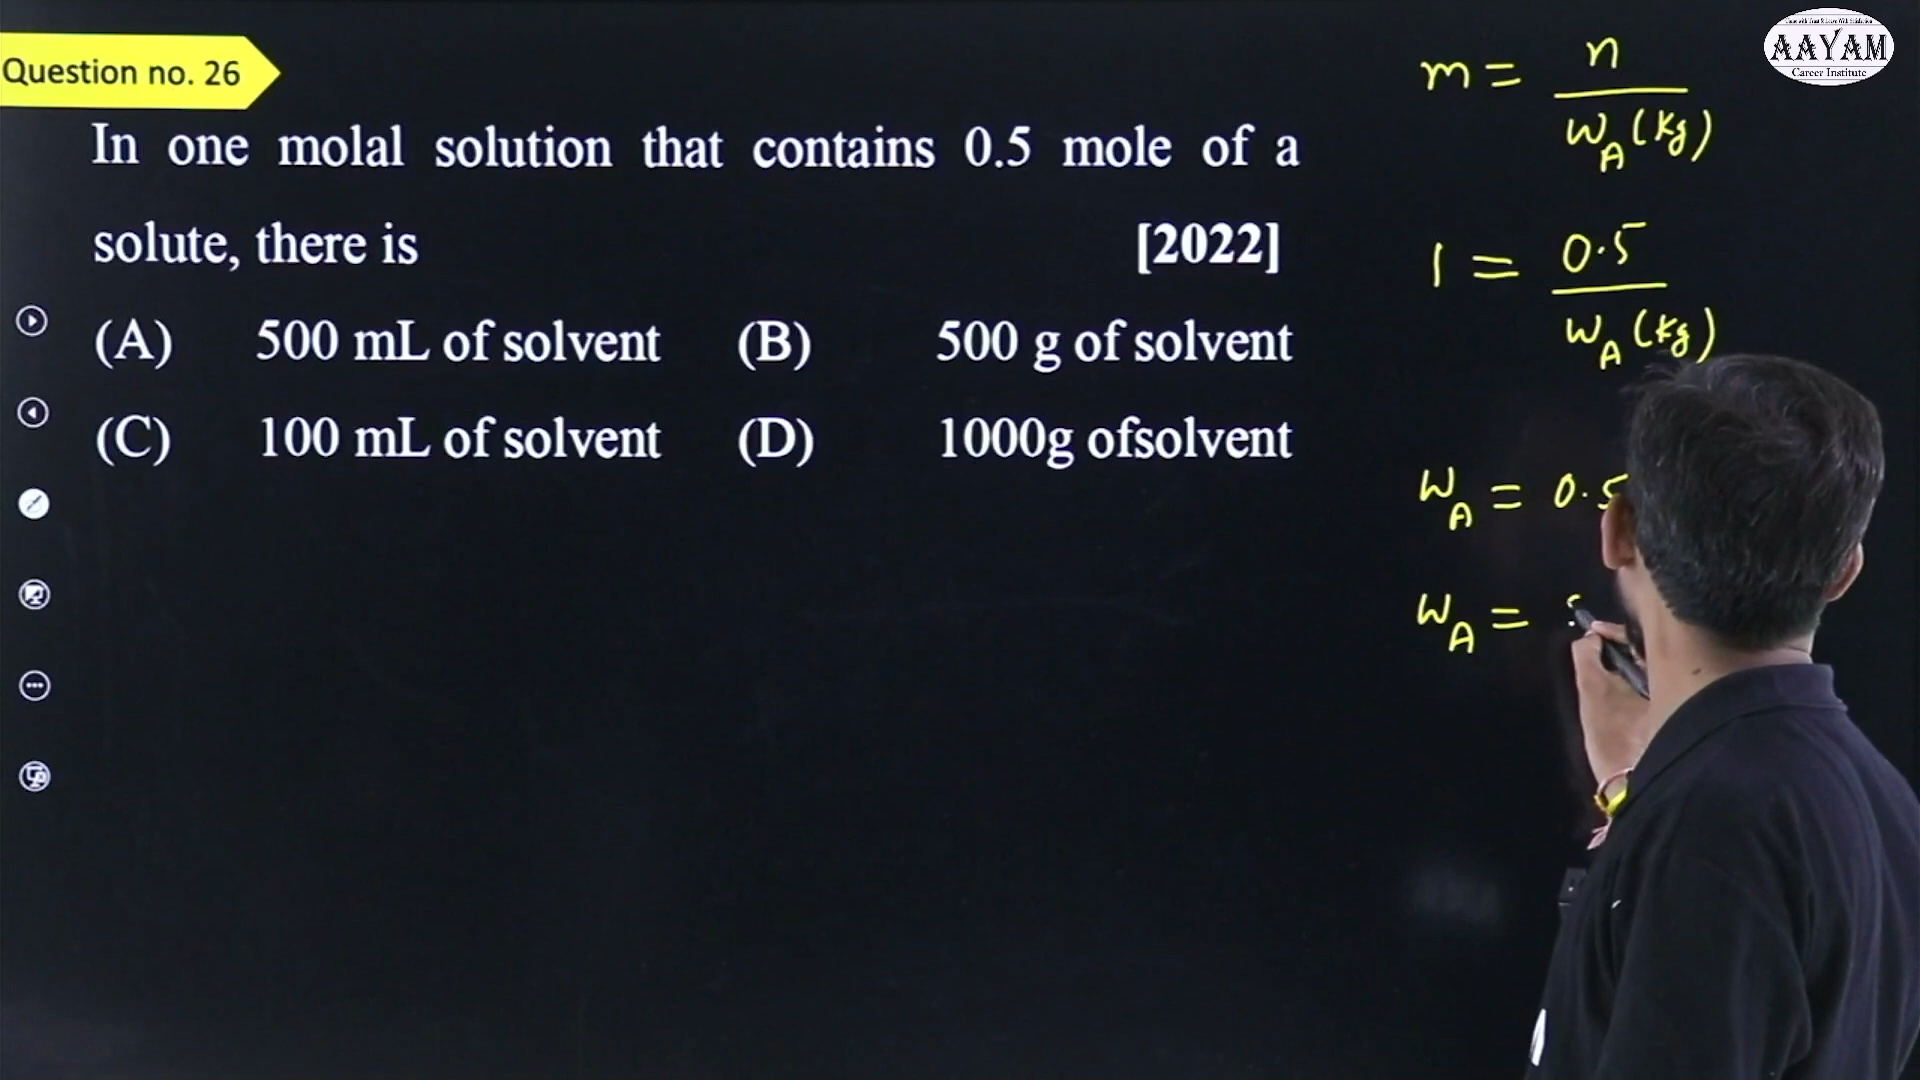 Question no. 26
In one molal solution that contains 0.5 mole of a
solute, there is [2022]
(A) 500 mL of solvent (B) 500 g of solvent
(C) 100 mL of solvent (D) 1000g ofsolvent
m = n / W_A (kg)
1 = 0.5 / W_A (kg)
W_A = 0.5
W_A =
AAYAM
Career Institute